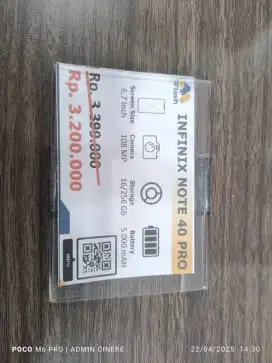 Flash
INFINIX NOTE 40 PRO
Screen Size
6,7 Inch
Camera
108 MP
Storage
16/256 Gb
Battery
5.000 mAH
Rp. 3.399.000
Rp. 3.200.000
POCO M6 PRO | ADMIN CINERE
22/04/2025 14:30